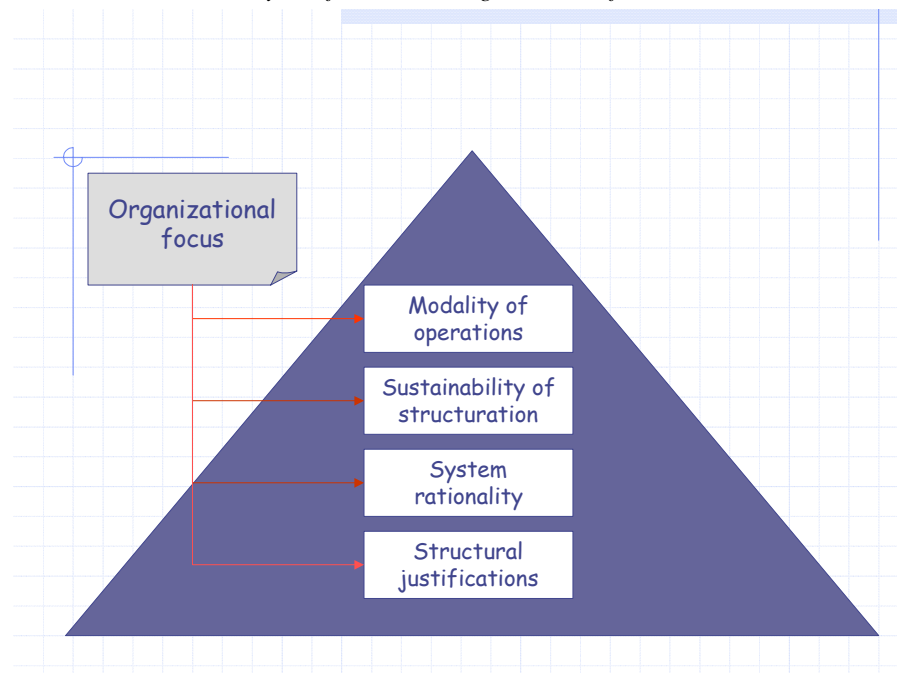 Organizational
focus
Modality of
operations
Sustainability of
structuration
System
rationality
Structural
justifications